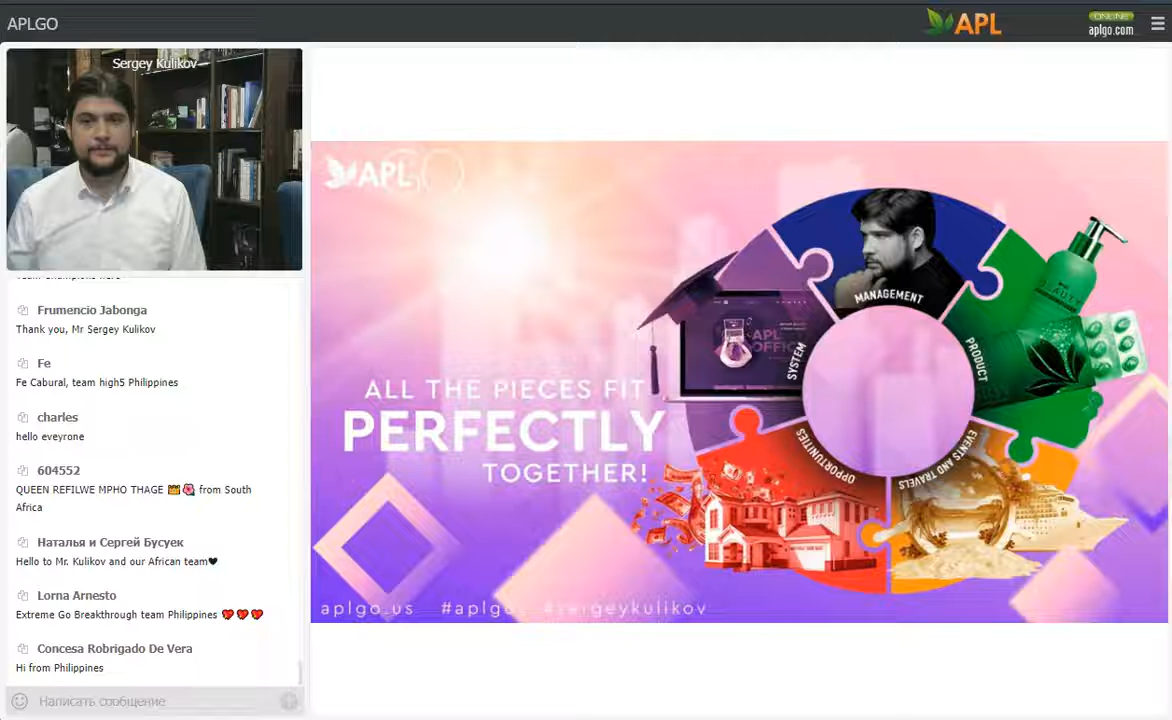 APLGO
APL
ONLINE
aplgo.com
Sergey Kulikov
Frumencio Jabonga
Thank you, Mr Sergey Kulikov
Fe
Fe Cabural, team high5 Philippines
charles
hello eveyrone
604552
QUEEN REFILWE MPHO THAGE from South
Africa
Наталья и Сергей Бусуек
Hello to Mr. Kulikov and our African team
Lorna Arnesto
Extreme Go Breakthrough team Philippines
Concesa Robrigado De Vera
Hi from Philippines
Написать сообщение
APLGO
MANAGEMENT
BEAUTY
PRODUCT
SYSTEM
APL
OFFICE
OPPORTUNITIES
EVENTS AND TRAVELS
ALL THE PIECES FIT
PERFECTLY
TOGETHER!
aplgo.us #aplgo #sergeykulikov